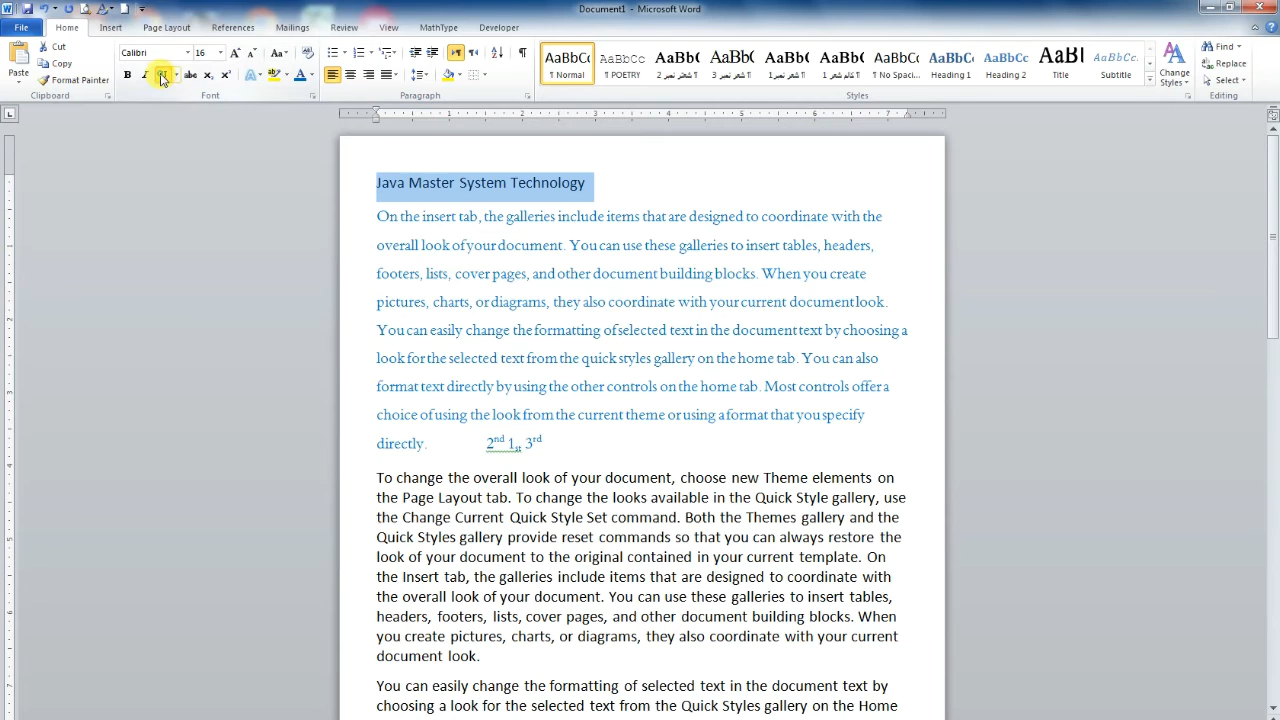 Document1 - Microsoft Word
File Home Insert Page Layout References Mailings Review View MathType Developer
Paste Cut Copy Format Painter Clipboard
Calibri 16 Font
Paragraph
AaBbCc AaBbCc AaBbC AaBbC AaBbC AaBbC AaBbCc AaBbCc AaBbCc AaBI AaBbCc.
¶ Normal ¶ POETRY ¶ شعر نمبر 2 ¶ شعر نمبر 3 ¶ شعر نمبر 1 ¶ کالم شعر 1 ¶ No Spaci... Heading 1 Heading 2 Title Subtitle
Change Styles Styles
Find Replace Select Editing
1 2 3 4 5 6 7
Java Master System Technology
On the insert tab, the galleries include items that are designed to coordinate with the
overall look of your document. You can use these galleries to insert tables, headers,
footers, lists, cover pages, and other document building blocks. When you create
pictures, charts, or diagrams, they also coordinate with your current document look.
You can easily change the formatting of selected text in the document text by choosing a
look for the selected text from the quick styles gallery on the home tab. You can also
format text directly by using the other controls on the home tab. Most controls offer a
choice of using the look from the current theme or using a format that you specify
directly. 2nd 1st 3rd
To change the overall look of your document, choose new Theme elements on
the Page Layout tab. To change the looks available in the Quick Style gallery, use
the Change Current Quick Style Set command. Both the Themes gallery and the
Quick Styles gallery provide reset commands so that you can always restore the
look of your document to the original contained in your current template. On
the Insert tab, the galleries include items that are designed to coordinate with
the overall look of your document. You can use these galleries to insert tables,
headers, footers, lists, cover pages, and other document building blocks. When
you create pictures, charts, or diagrams, they also coordinate with your current
document look.
You can easily change the formatting of selected text in the document text by
choosing a look for the selected text from the Quick Styles gallery on the Home